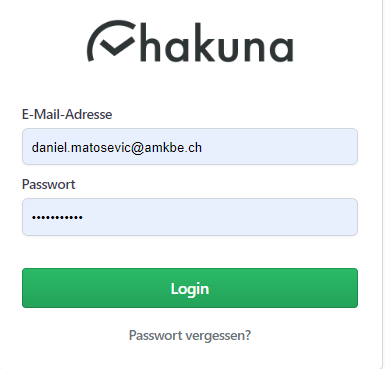 hakuna
E-Mail-Adresse
daniel.matosevic@amkbe.ch
Passwort
•••••••••••
Login
Passwort vergessen?